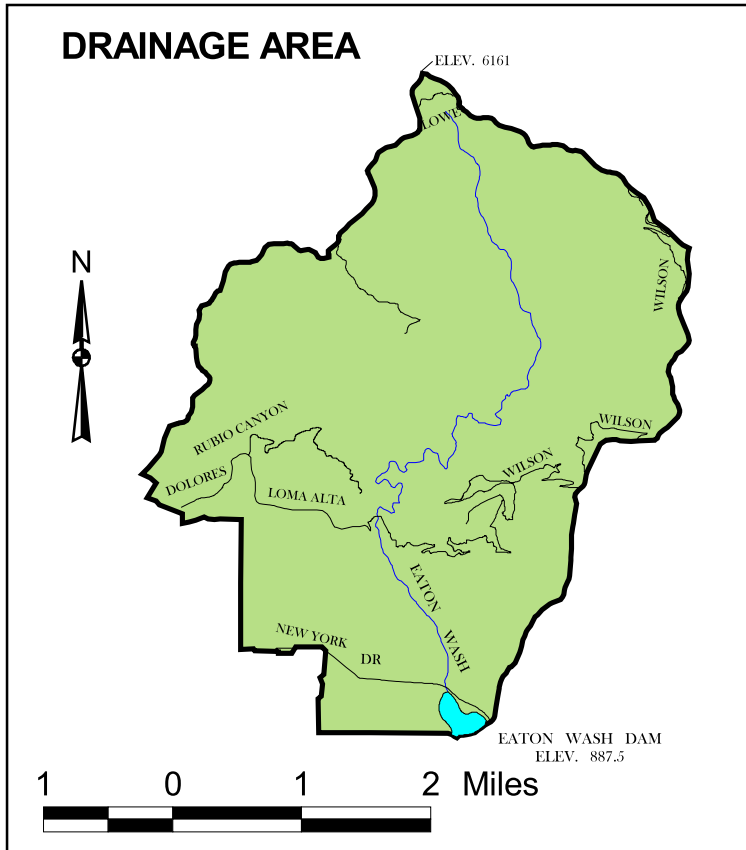 DRAINAGE AREA
ELEV. 6161
LOWE
N
WILSON
RUBIO CANYON
WILSON
DOLORES
WILSON
LOMA ALTA
EATON WASH
NEW YORK DR
EATON WASH DAM
ELEV. 887.5
1 0 1 2 Miles